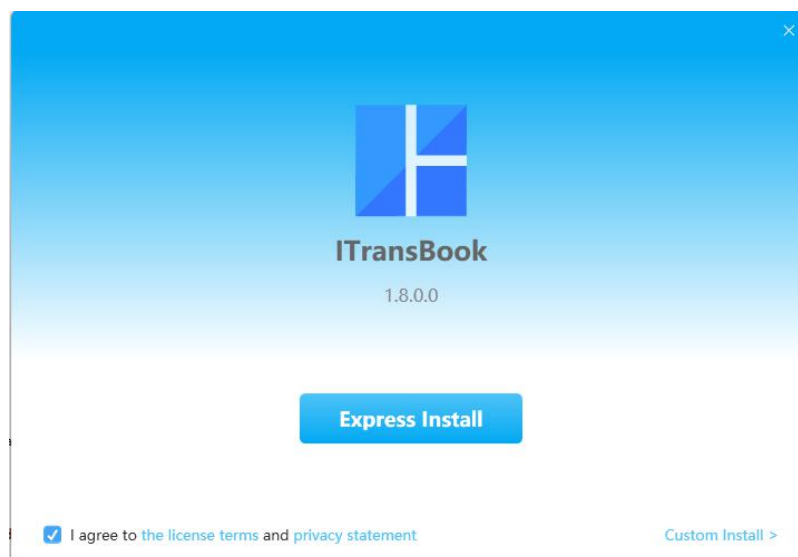 ITransBook
1.8.0.0
Express Install
I agree to the license terms and privacy statement
Custom Install >